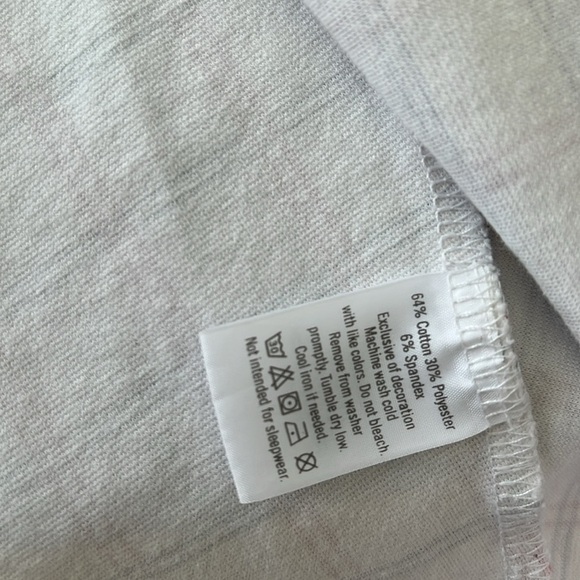 64% Cotton 30% Polyester
6% Spandex
Exclusive of decoration
Machine wash cold
with like colors. Do not bleach.
Remove from washer
promptly. Tumble dry low.
Cool iron if needed.
Not intended for sleepwear.